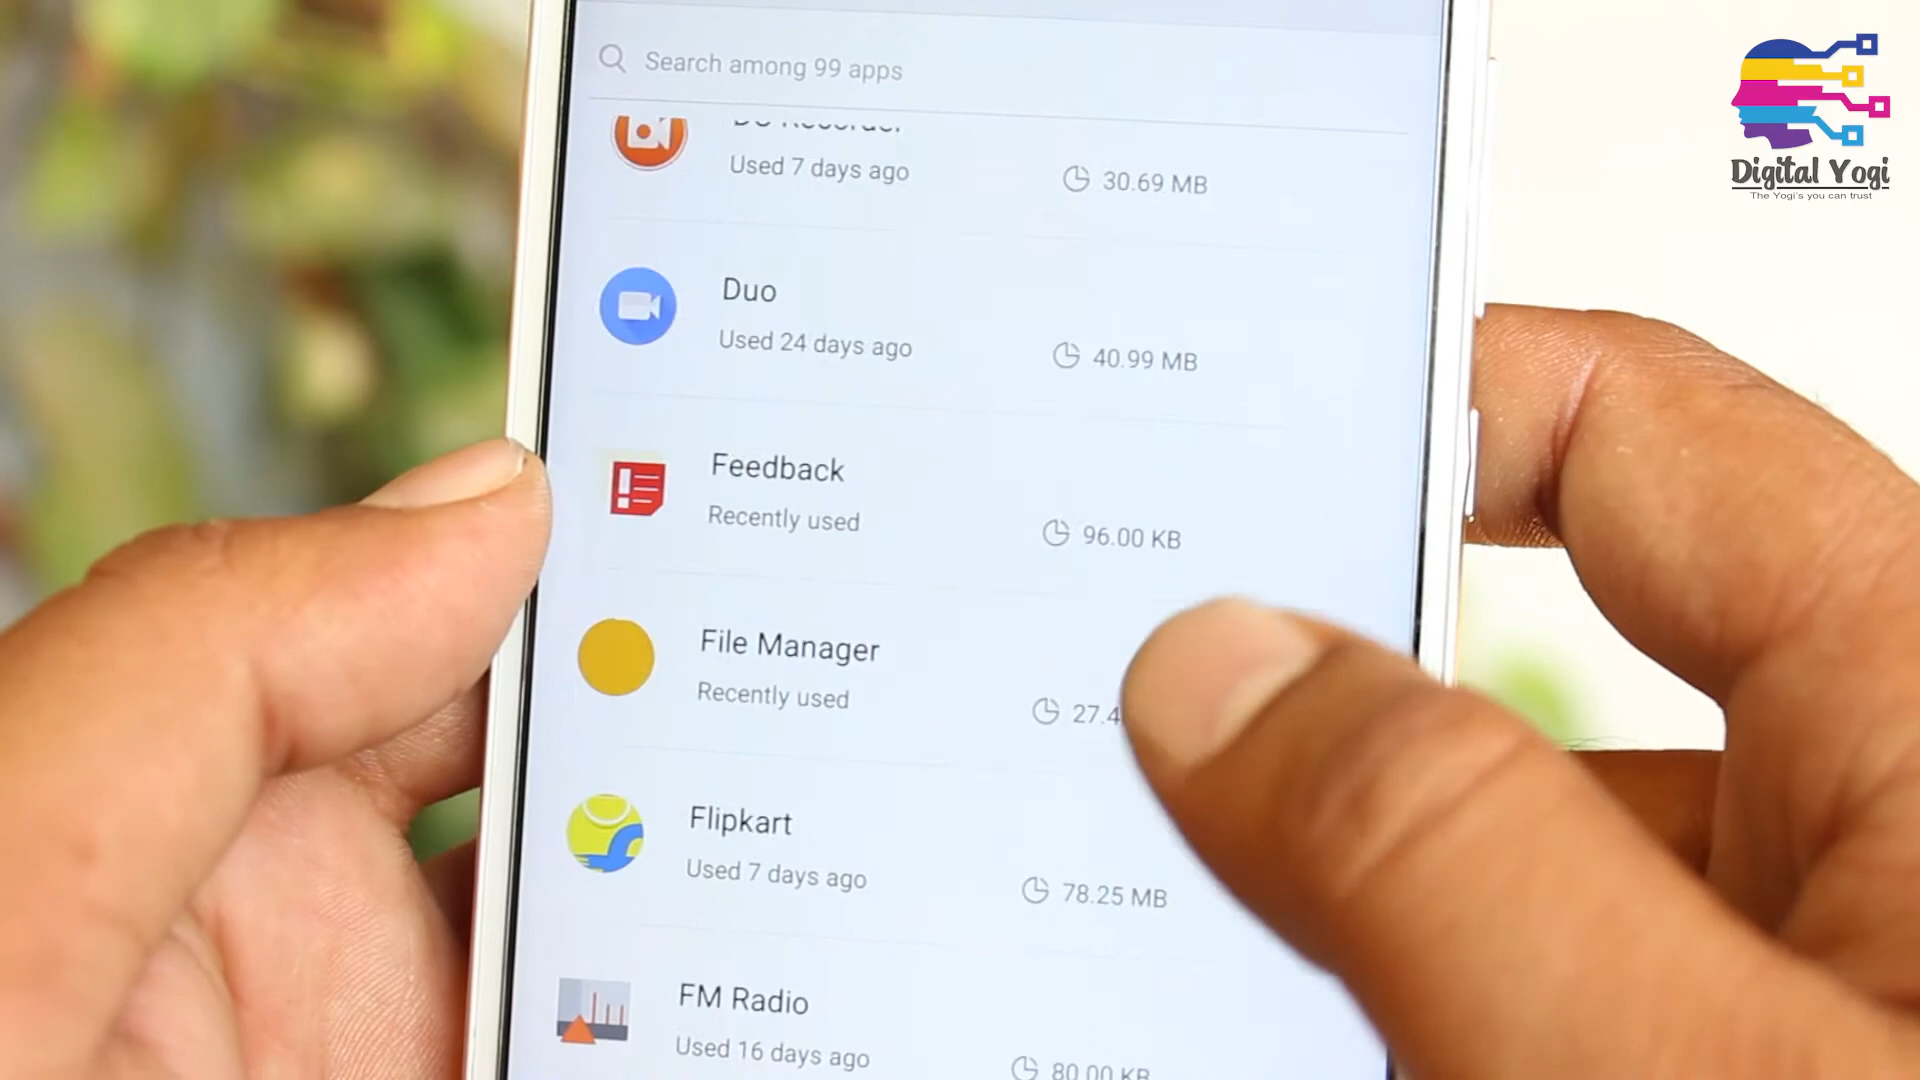 Search among 99 apps
Used 7 days ago
30.69 MB
Duo
Used 24 days ago
40.99 MB
Feedback
Recently used
96.00 KB
File Manager
Recently used
27.4
Flipkart
Used 7 days ago
78.25 MB
FM Radio
Used 16 days ago
80.00 KB
Digital Yogi
The Yogi's you can trust